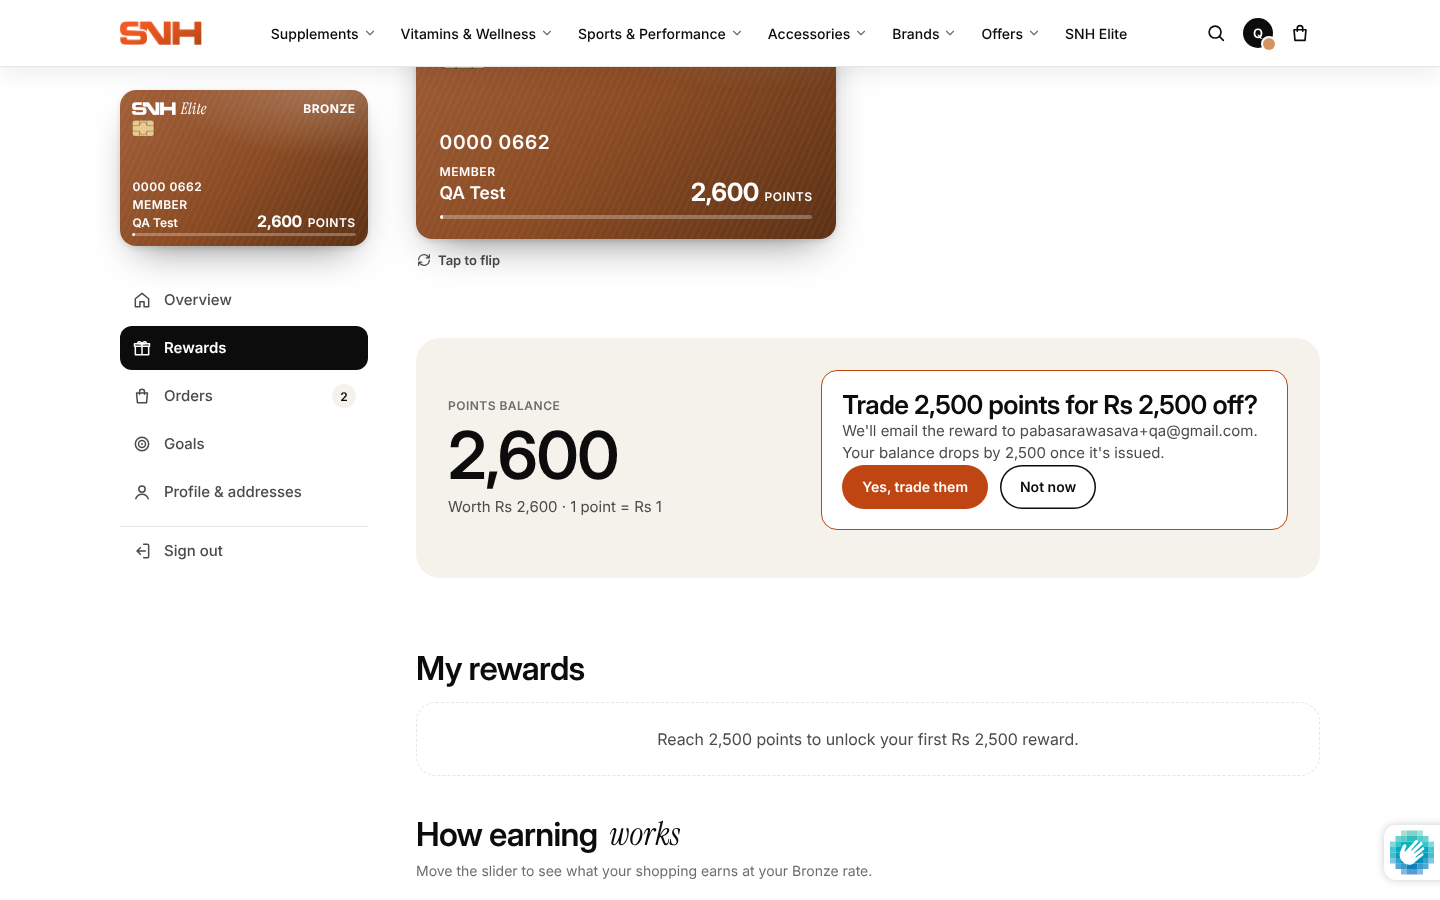 SNH
Supplements
Vitamins & Wellness
Sports & Performance
Accessories
Brands
Offers
SNH Elite
Q
SNH Elite
BRONZE
0000 0662
MEMBER
QA Test
2,600 POINTS
Overview
Rewards
Orders
2
Goals
Profile & addresses
Sign out
0000 0662
MEMBER
QA Test
2,600 POINTS
Tap to flip
POINTS BALANCE
2,600
Worth Rs 2,600 · 1 point = Rs 1
Trade 2,500 points for Rs 2,500 off?
We'll email the reward to pabasarawasava+qa@gmail.com.
Your balance drops by 2,500 once it's issued.
Yes, trade them
Not now
My rewards
Reach 2,500 points to unlock your first Rs 2,500 reward.
How earning works
Move the slider to see what your shopping earns at your Bronze rate.